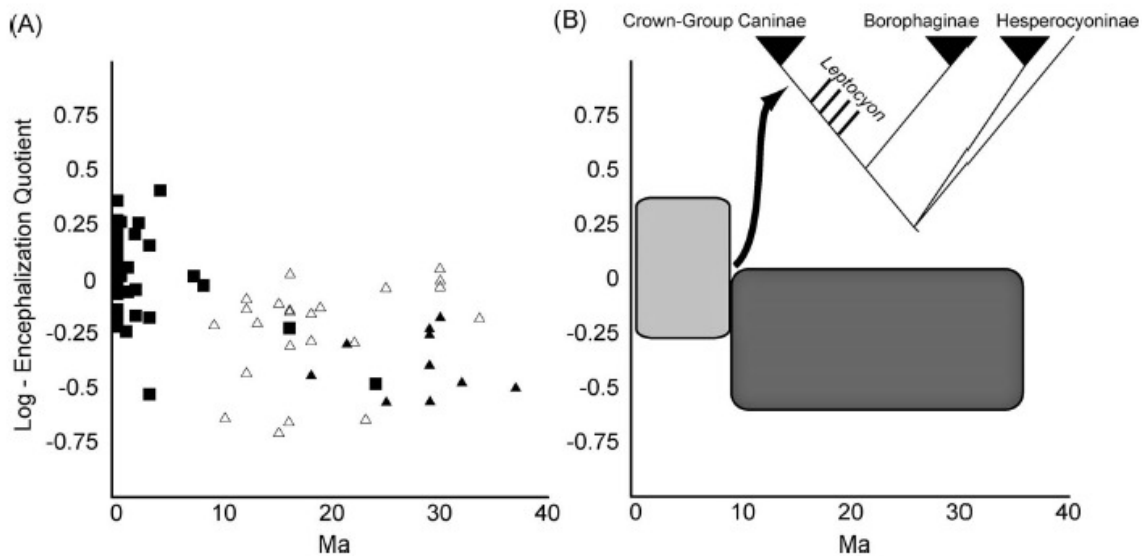 (A)
Log - Encephalization Quotient
0.75
0.5
0.25
0
-0.25
-0.5
-0.75
0 10 20 30 40
Ma
(B)
Crown-Group Caninae Borophaginae Hesperocyoninae
Leptocyon
0.75
0.5
0.25
0
-0.25
-0.5
-0.75
0 10 20 30 40
Ma